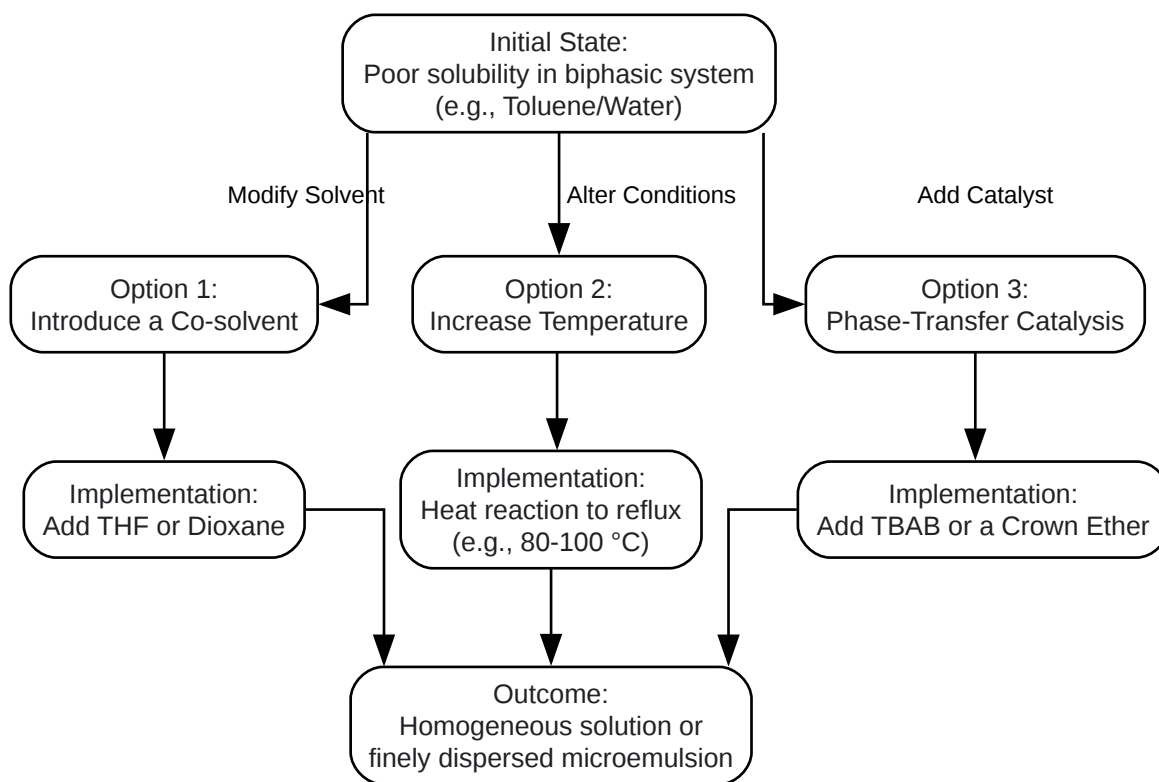 Initial State:
Poor solubility in biphasic system
(e.g., Toluene/Water)
Modify Solvent
Alter Conditions
Add Catalyst
Option 1:
Introduce a Co-solvent
Option 2:
Increase Temperature
Option 3:
Phase-Transfer Catalysis
Implementation:
Add THF or Dioxane
Implementation:
Heat reaction to reflux
(e.g., 80-100 °C)
Implementation:
Add TBAB or a Crown Ether
Outcome:
Homogeneous solution or
finely dispersed microemulsion